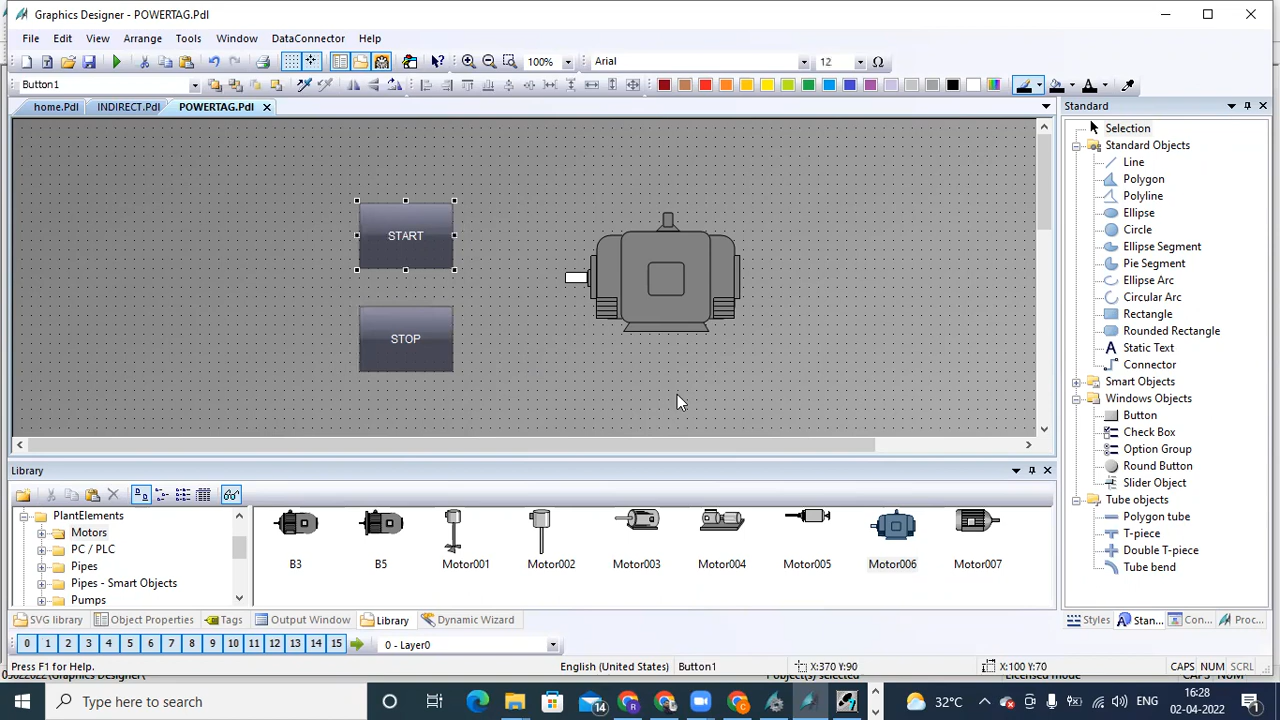 Graphics Designer - POWERTAG.Pdl
File Edit View Arrange Tools Window DataConnector Help
100% Arial 12
Button1
home.Pdl INDIRECT.Pdl POWERTAG.Pdl
Standard
Selection
Standard Objects
Line
Polygon
Polyline
Ellipse
Circle
Ellipse Segment
Pie Segment
Ellipse Arc
Circular Arc
Rectangle
Rounded Rectangle
Static Text
Connector
Smart Objects
Windows Objects
Button
Check Box
Option Group
Round Button
Slider Object
Tube objects
Polygon tube
T-piece
Double T-piece
Tube bend
START
STOP
Library
PlantElements
Motors
PC / PLC
Pipes
Pipes - Smart Objects
Pumps
B3 B5 Motor001 Motor002 Motor003 Motor004 Motor005 Motor006 Motor007
SVG library Object Properties Tags Output Window Library Dynamic Wizard
Styles Stan... Con... Proc...
0 1 2 3 4 5 6 7 8 9 10 11 12 13 14 15 0 - Layer0
Press F1 for Help. English (United States) Button1 X:370 Y:90 X:100 Y:70 CAPS NUM SCRL
Type here to search
14
32°C
ENG
16:28
02-04-2022